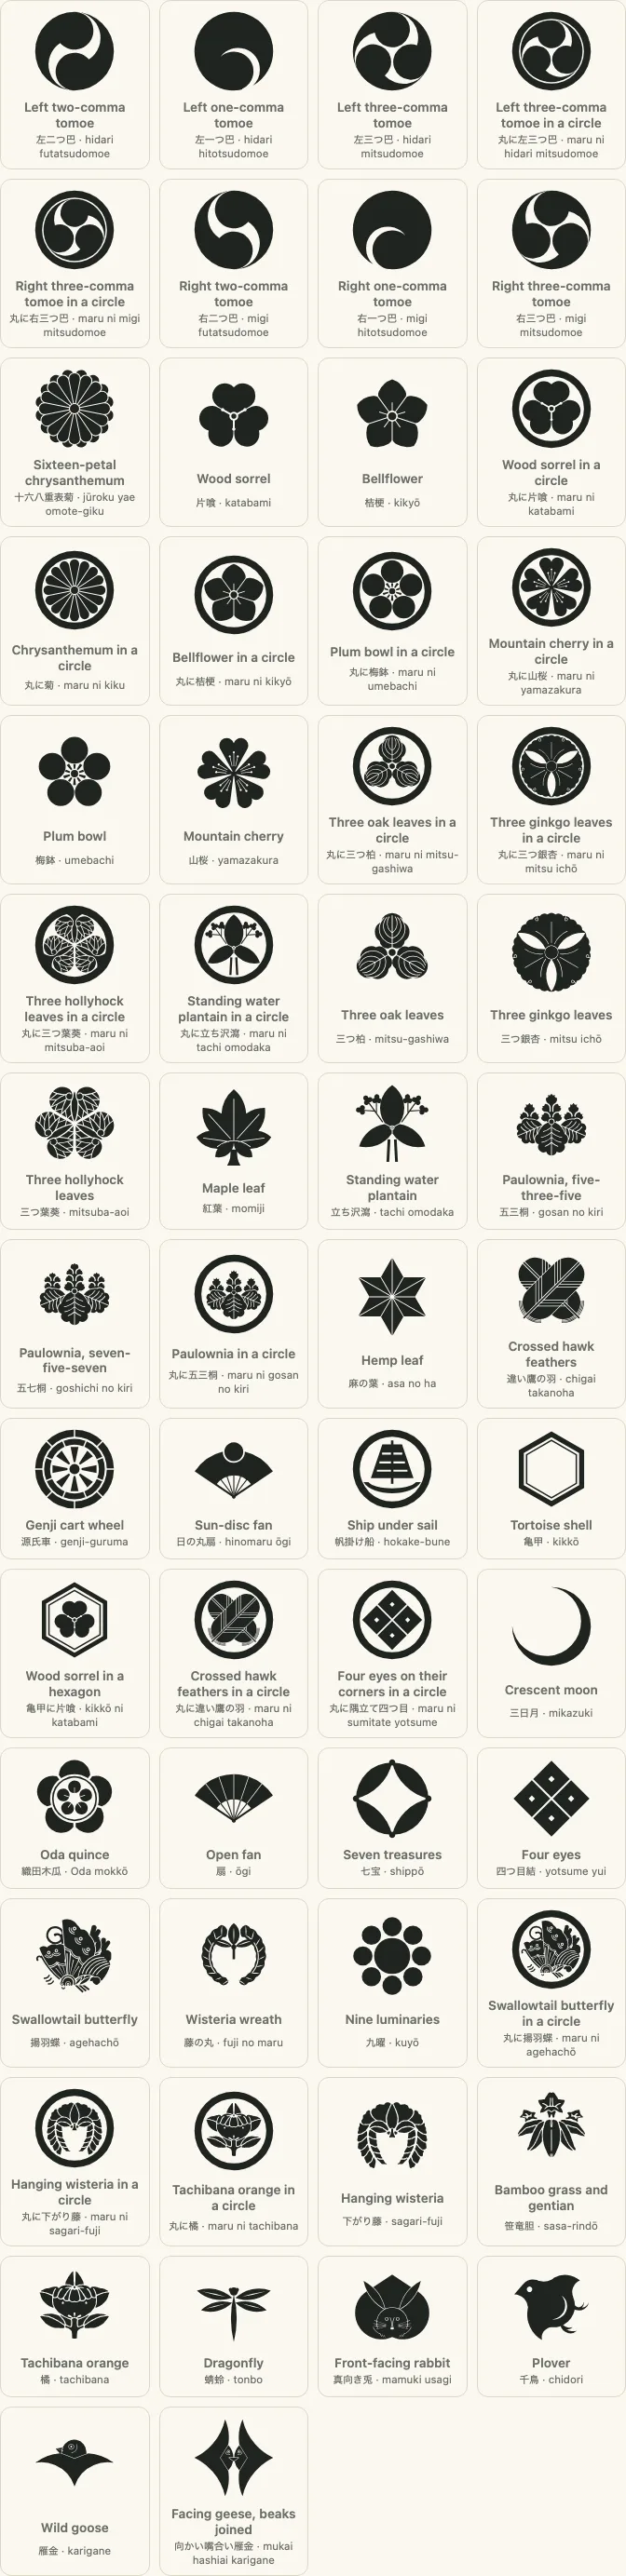 Left two-comma
tomoe
左二つ巴 · hidari
futatsudomoe
Left one-comma
tomoe
左一つ巴 · hidari
hitotsudomoe
Left three-comma
tomoe
左三つ巴 · hidari
mitsudomoe
Left three-comma
tomoe in a circle
丸に左三つ巴 · maru ni
hidari mitsudomoe
Right three-comma
tomoe in a circle
丸に右三つ巴 · maru ni migi
mitsudomoe
Right two-comma
tomoe
右二つ巴 · migi
futatsudomoe
Right one-comma
tomoe
右一つ巴 · migi
hitotsudomoe
Right three-comma
tomoe
右三つ巴 · migi
mitsudomoe
Sixteen-petal
chrysanthemum
十六八重表菊 · jūroku yae
omote-giku
Wood sorrel
片喰 · katabami
Bellflower
桔梗 · kikyō
Wood sorrel in a
circle
丸に片喰 · maru ni
katabami
Chrysanthemum in a
circle
丸に菊 · maru ni kiku
Bellflower in a circle
丸に桔梗 · maru ni kikyō
Plum bowl in a circle
丸に梅鉢 · maru ni
umebachi
Mountain cherry in a
circle
丸に山桜 · maru ni
yamazakura
Plum bowl
梅鉢 · umebachi
Mountain cherry
山桜 · yamazakura
Three oak leaves in a
circle
丸に三つ柏 · maru ni mitsu-
gashiwa
Three ginkgo leaves
in a circle
丸に三つ銀杏 · maru ni
mitsu ichō
Three hollyhock
leaves in a circle
丸に三つ葉葵 · maru ni
mitsuba-aoi
Standing water
plantain in a circle
丸に立ち沢瀉 · maru ni
tachi omodaka
Three oak leaves
三つ柏 · mitsu-gashiwa
Three ginkgo leaves
三つ銀杏 · mitsu ichō
Three hollyhock
leaves
三つ葉葵 · mitsuba-aoi
Maple leaf
紅葉 · momiji
Standing water
plantain
立ち沢瀉 · tachi omodaka
Paulownia, five-
three-five
五三桐 · gosan no kiri
Paulownia, seven-
five-seven
五七桐 · goshichi no kiri
Paulownia in a circle
丸に五三桐 · maru ni gosan
no kiri
Hemp leaf
麻の葉 · asa no ha
Crossed hawk
feathers
違い鷹の羽 · chigai
takanoha
Genji cart wheel
源氏車 · genji-guruma
Sun-disc fan
日の丸扇 · hinomaru ōgi
Ship under sail
帆掛け船 · hokake-bune
Tortoise shell
亀甲 · kikkō
Wood sorrel in a
hexagon
亀甲に片喰 · kikkō ni
katabami
Crossed hawk
feathers in a circle
丸に違い鷹の羽 · maru ni
chigai takanoha
Four eyes on their
corners in a circle
丸に隅立て四つ目 · maru ni
sumitate yotsume
Crescent moon
三日月 · mikazuki
Oda quince
織田木瓜 · Oda mokkō
Open fan
扇 · ōgi
Seven treasures
七宝 · shippō
Four eyes
四つ目結 · yotsume yui
Swallowtail butterfly
揚羽蝶 · agehachō
Wisteria wreath
藤の丸 · fuji no maru
Nine luminaries
九曜 · kuyō
Swallowtail butterfly
in a circle
丸に揚羽蝶 · maru ni
agehachō
Hanging wisteria in a
circle
丸に下がり藤 · maru ni
sagari-fuji
Tachibana orange in
a circle
丸に橘 · maru ni tachibana
Hanging wisteria
下がり藤 · sagari-fuji
Bamboo grass and
gentian
笹竜胆 · sasa-rindō
Tachibana orange
橘 · tachibana
Dragonfly
蜻蛉 · tonbo
Front-facing rabbit
真向き兎 · mamuki usagi
Plover
千鳥 · chidori
Wild goose
雁金 · karigane
Facing geese, beaks
joined
向かい嘴合い雁金 · mukai
hashiai karigane